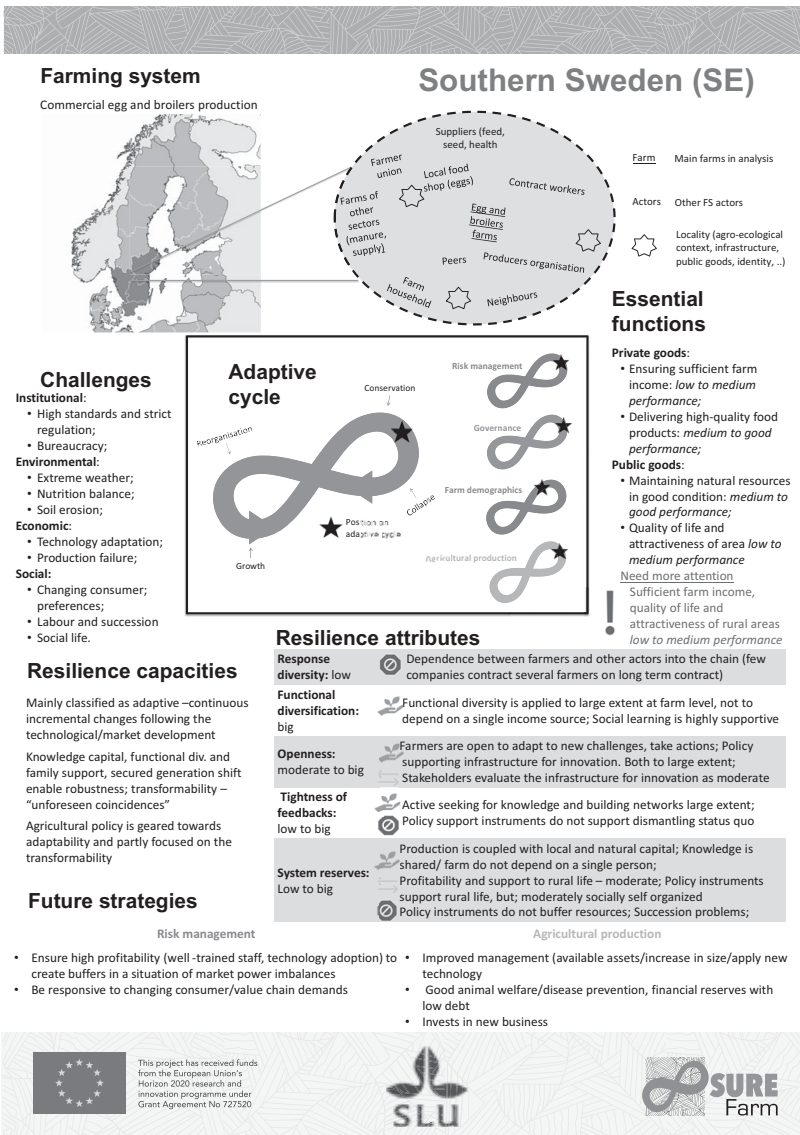 Farming system
Southern Sweden (SE)
Commercial egg and broilers production
Suppliers (feed,
seed, health
Farmer
union
Local food
shop (eggs)
Contract workers
Farms of
other
sectors
(manure,
supply)
Egg and
broilers
farms
Peers
Producers organisation
Farm
household
Neighbours
Farm
Main farms in analysis
Actors
Other FS actors
Locality (agro-ecological
context, infrastructure,
public goods, identity, ..)
Essential
functions
Private goods:
• Ensuring sufficient farm
income: low to medium
performance;
• Delivering high-quality food
products: medium to good
performance;
Public goods:
• Maintaining natural resources
in good condition: medium to
good performance;
• Quality of life and
attractiveness of area low to
medium performance
Need more attention
!
Sufficient farm income,
quality of life and
attractiveness of rural areas
low to medium performance
Challenges
Institutional:
• High standards and strict
regulation;
• Bureaucracy;
Environmental:
• Extreme weather;
• Nutrition balance;
• Soil erosion;
Economic:
• Technology adaptation;
• Production failure;
Social:
• Changing consumer;
preferences;
• Labour and succession
• Social life.
Adaptive
cycle
Conservation
Reorganisation
Collapse
Growth
Position on
adaptive cycle
Risk management
Governance
Farm demographics
Agricultural production
Resilience attributes
Response
diversity: low
Dependence between farmers and other actors into the chain (few
companies contract several farmers on long term contract)
Functional
diversification:
big
Functional diversity is applied to large extent at farm level, not to
depend on a single income source; Social learning is highly supportive
Openness:
moderate to big
Farmers are open to adapt to new challenges, take actions; Policy
supporting infrastructure for innovation. Both to large extent;
Stakeholders evaluate the infrastructure for innovation as moderate
Tightness of
feedbacks:
low to big
Active seeking for knowledge and building networks large extent;
Policy support instruments do not support dismantling status quo
System reserves:
Low to big
Production is coupled with local and natural capital; Knowledge is
shared/ farm do not depend on a single person;
Profitability and support to rural life – moderate; Policy instruments
support rural life, but; moderately socially self organized
Policy instruments do not buffer resources; Succession problems;
Resilience capacities
Mainly classified as adaptive –continuous
incremental changes following the
technological/market development
Knowledge capital, functional div. and
family support, secured generation shift
enable robustness; transformability –
“unforeseen coincidences”
Agricultural policy is geared towards
adaptability and partly focused on the
transformability
Future strategies
Risk management
• Ensure high profitability (well -trained staff, technology adoption) to
create buffers in a situation of market power imbalances
• Be responsive to changing consumer/value chain demands
Agricultural production
• Improved management (available assets/increase in size/apply new
technology
• Good animal welfare/disease prevention, financial reserves with
low debt
• Invests in new business
This project has received funds
from the European Union's
Horizon 2020 research and
innovation programme under
Grant Agreement No 727520
SLU
SURE
Farm